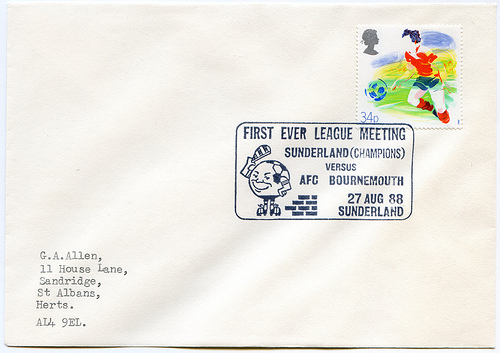 34p
FIRST EVER LEAGUE MEETING
SUNDERLAND (CHAMPIONS)
VERSUS
AFC BOURNEMOUTH
27 AUG 88
SUNDERLAND
G.A.Allen,
11 House Lane,
Sandridge,
St Albans,
Herts.
AL4 9EL.